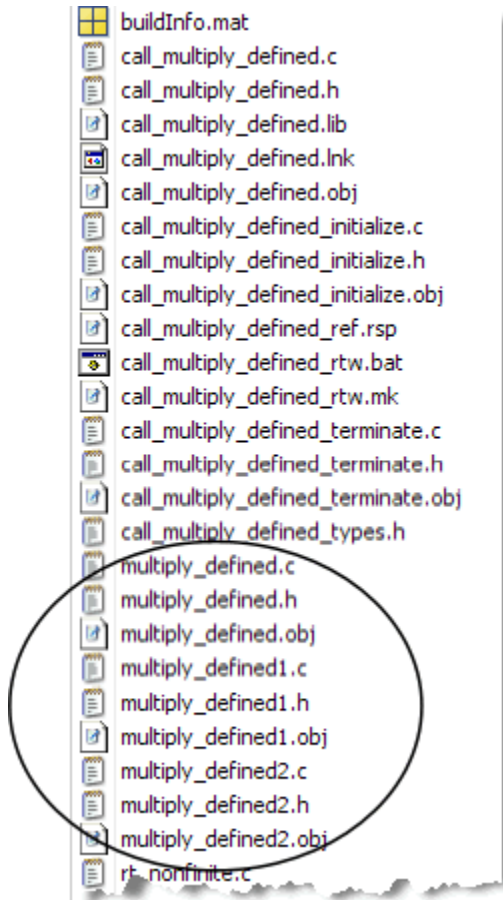 buildInfo.mat
call_multiply_defined.c
call_multiply_defined.h
call_multiply_defined.lib
call_multiply_defined.lnk
call_multiply_defined.obj
call_multiply_defined_initialize.c
call_multiply_defined_initialize.h
call_multiply_defined_initialize.obj
call_multiply_defined_ref.rsp
call_multiply_defined_rtw.bat
call_multiply_defined_rtw.mk
call_multiply_defined_terminate.c
call_multiply_defined_terminate.h
call_multiply_defined_terminate.obj
call_multiply_defined_types.h
multiply_defined.c
multiply_defined.h
multiply_defined.obj
multiply_defined1.c
multiply_defined1.h
multiply_defined1.obj
multiply_defined2.c
multiply_defined2.h
multiply_defined2.obj
rt_nonfinite.c